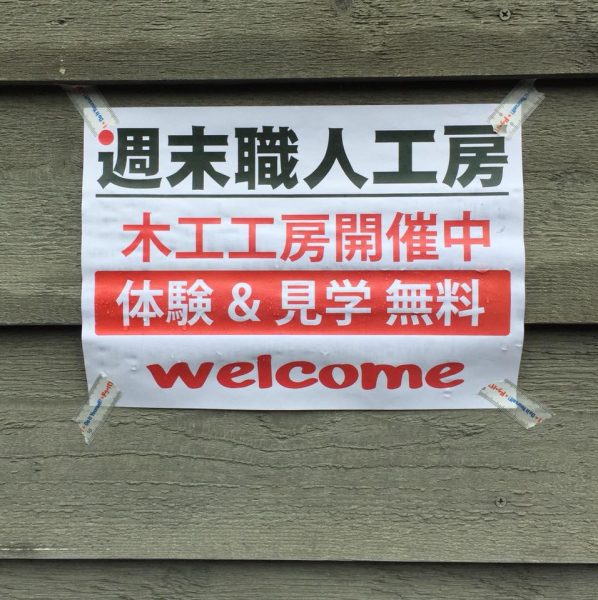 週末職人工房
木工工房開催中
体験 & 見学 無料
welcome